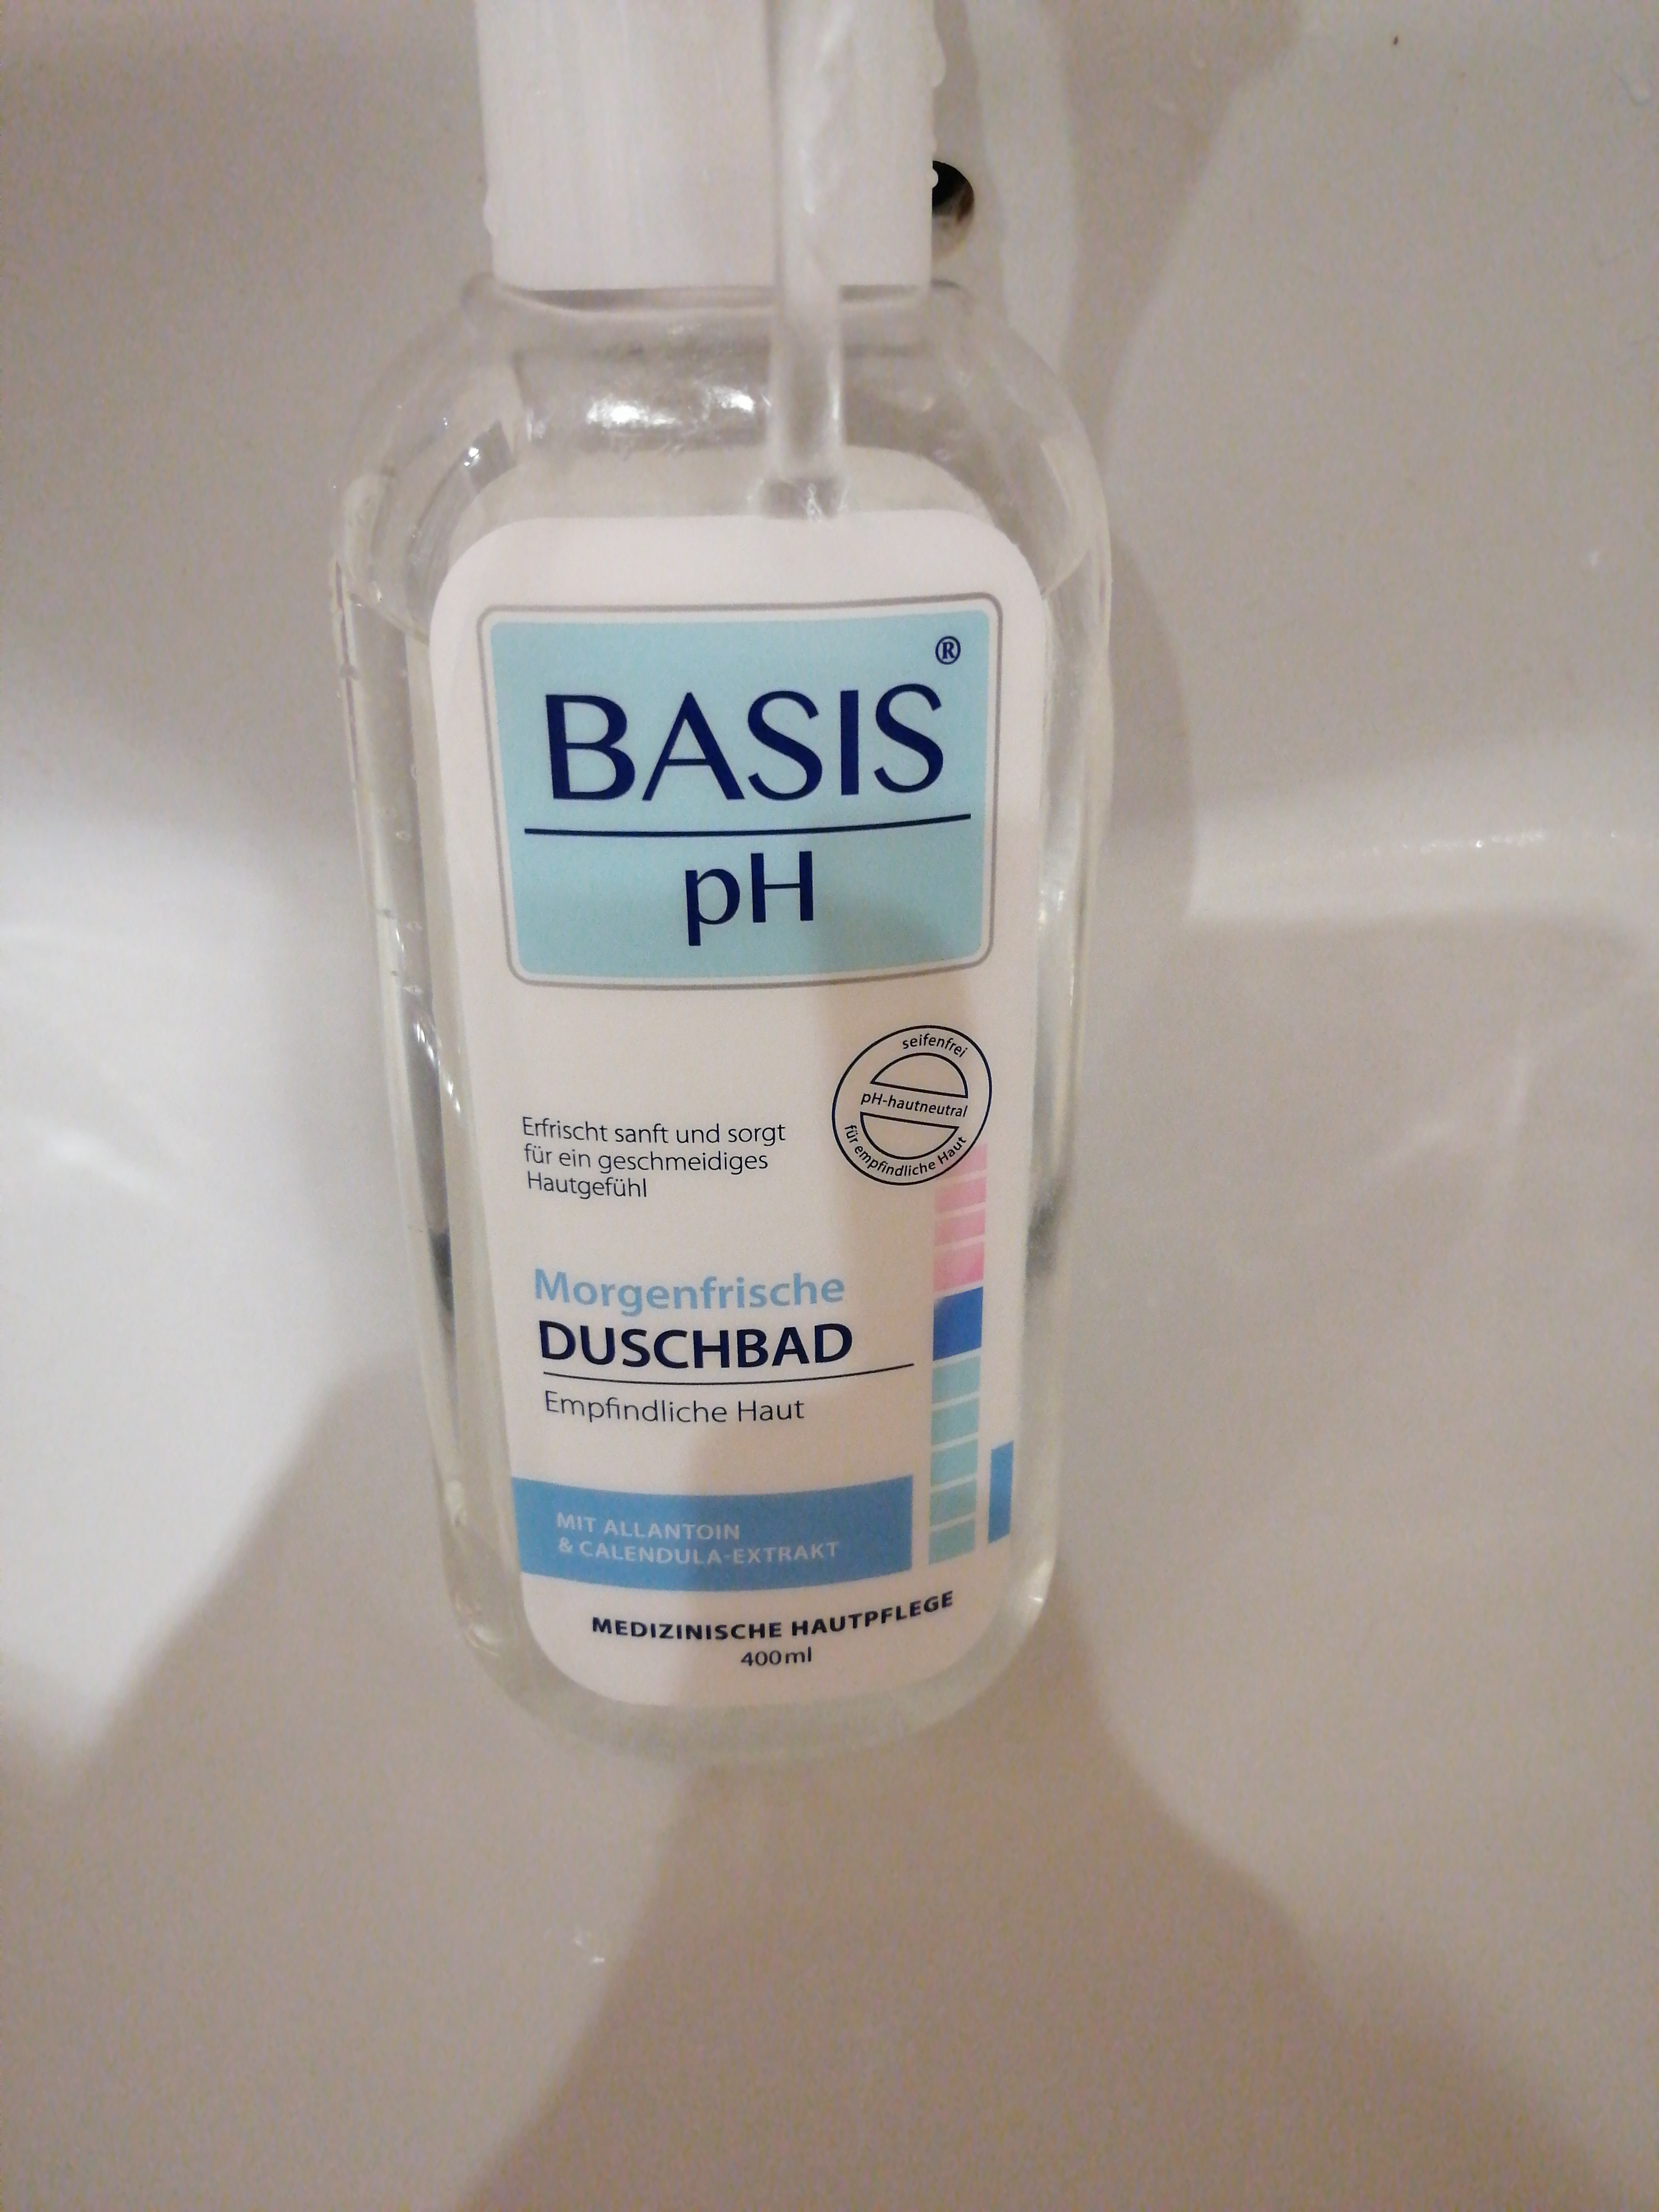 BASIS®
pH
seifenfrei
pH-hautneutral
für empfindliche Haut
Erfrischt sanft und sorgt
für ein geschmeidiges
Hautgefühl
Morgenfrische
DUSCHBAD
Empfindliche Haut
MIT ALLANTOIN
& CALENDULA-EXTRAKT
MEDIZINISCHE HAUTPFLEGE
400ml